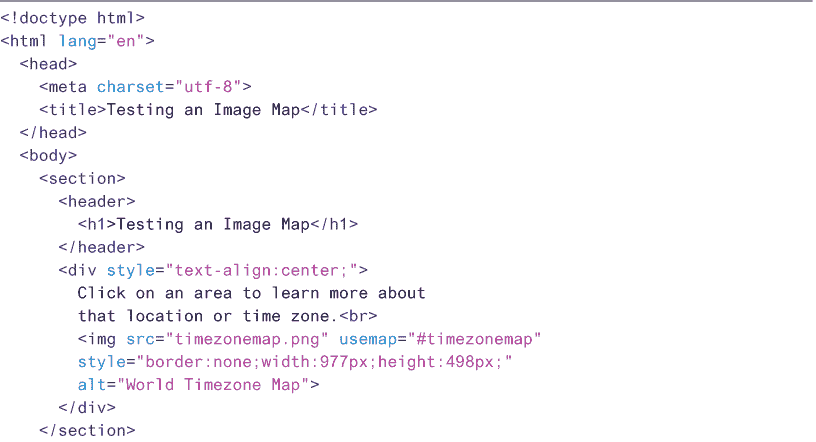 <!doctype html>
<html lang="en">
  <head>
    <meta charset="utf-8">
    <title>Testing an Image Map</title>
  </head>
  <body>
    <section>
      <header>
        <h1>Testing an Image Map</h1>
      </header>
      <div style="text-align:center;">
        Click on an area to learn more about
        that location or time zone.<br>
        <img src="timezonemap.png" usemap="#timezonemap"
        style="border:none;width:977px;height:498px;"
        alt="World Timezone Map">
      </div>
    </section>